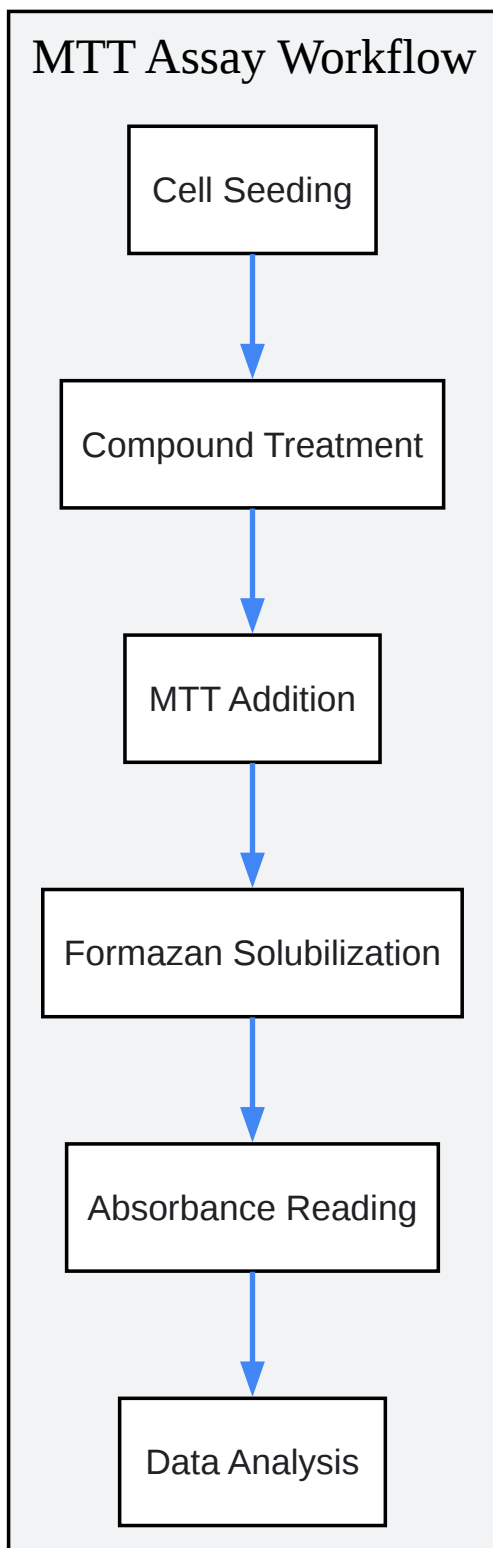 MTT Assay Workflow
Cell Seeding
Compound Treatment
MTT Addition
Formazan Solubilization
Absorbance Reading
Data Analysis